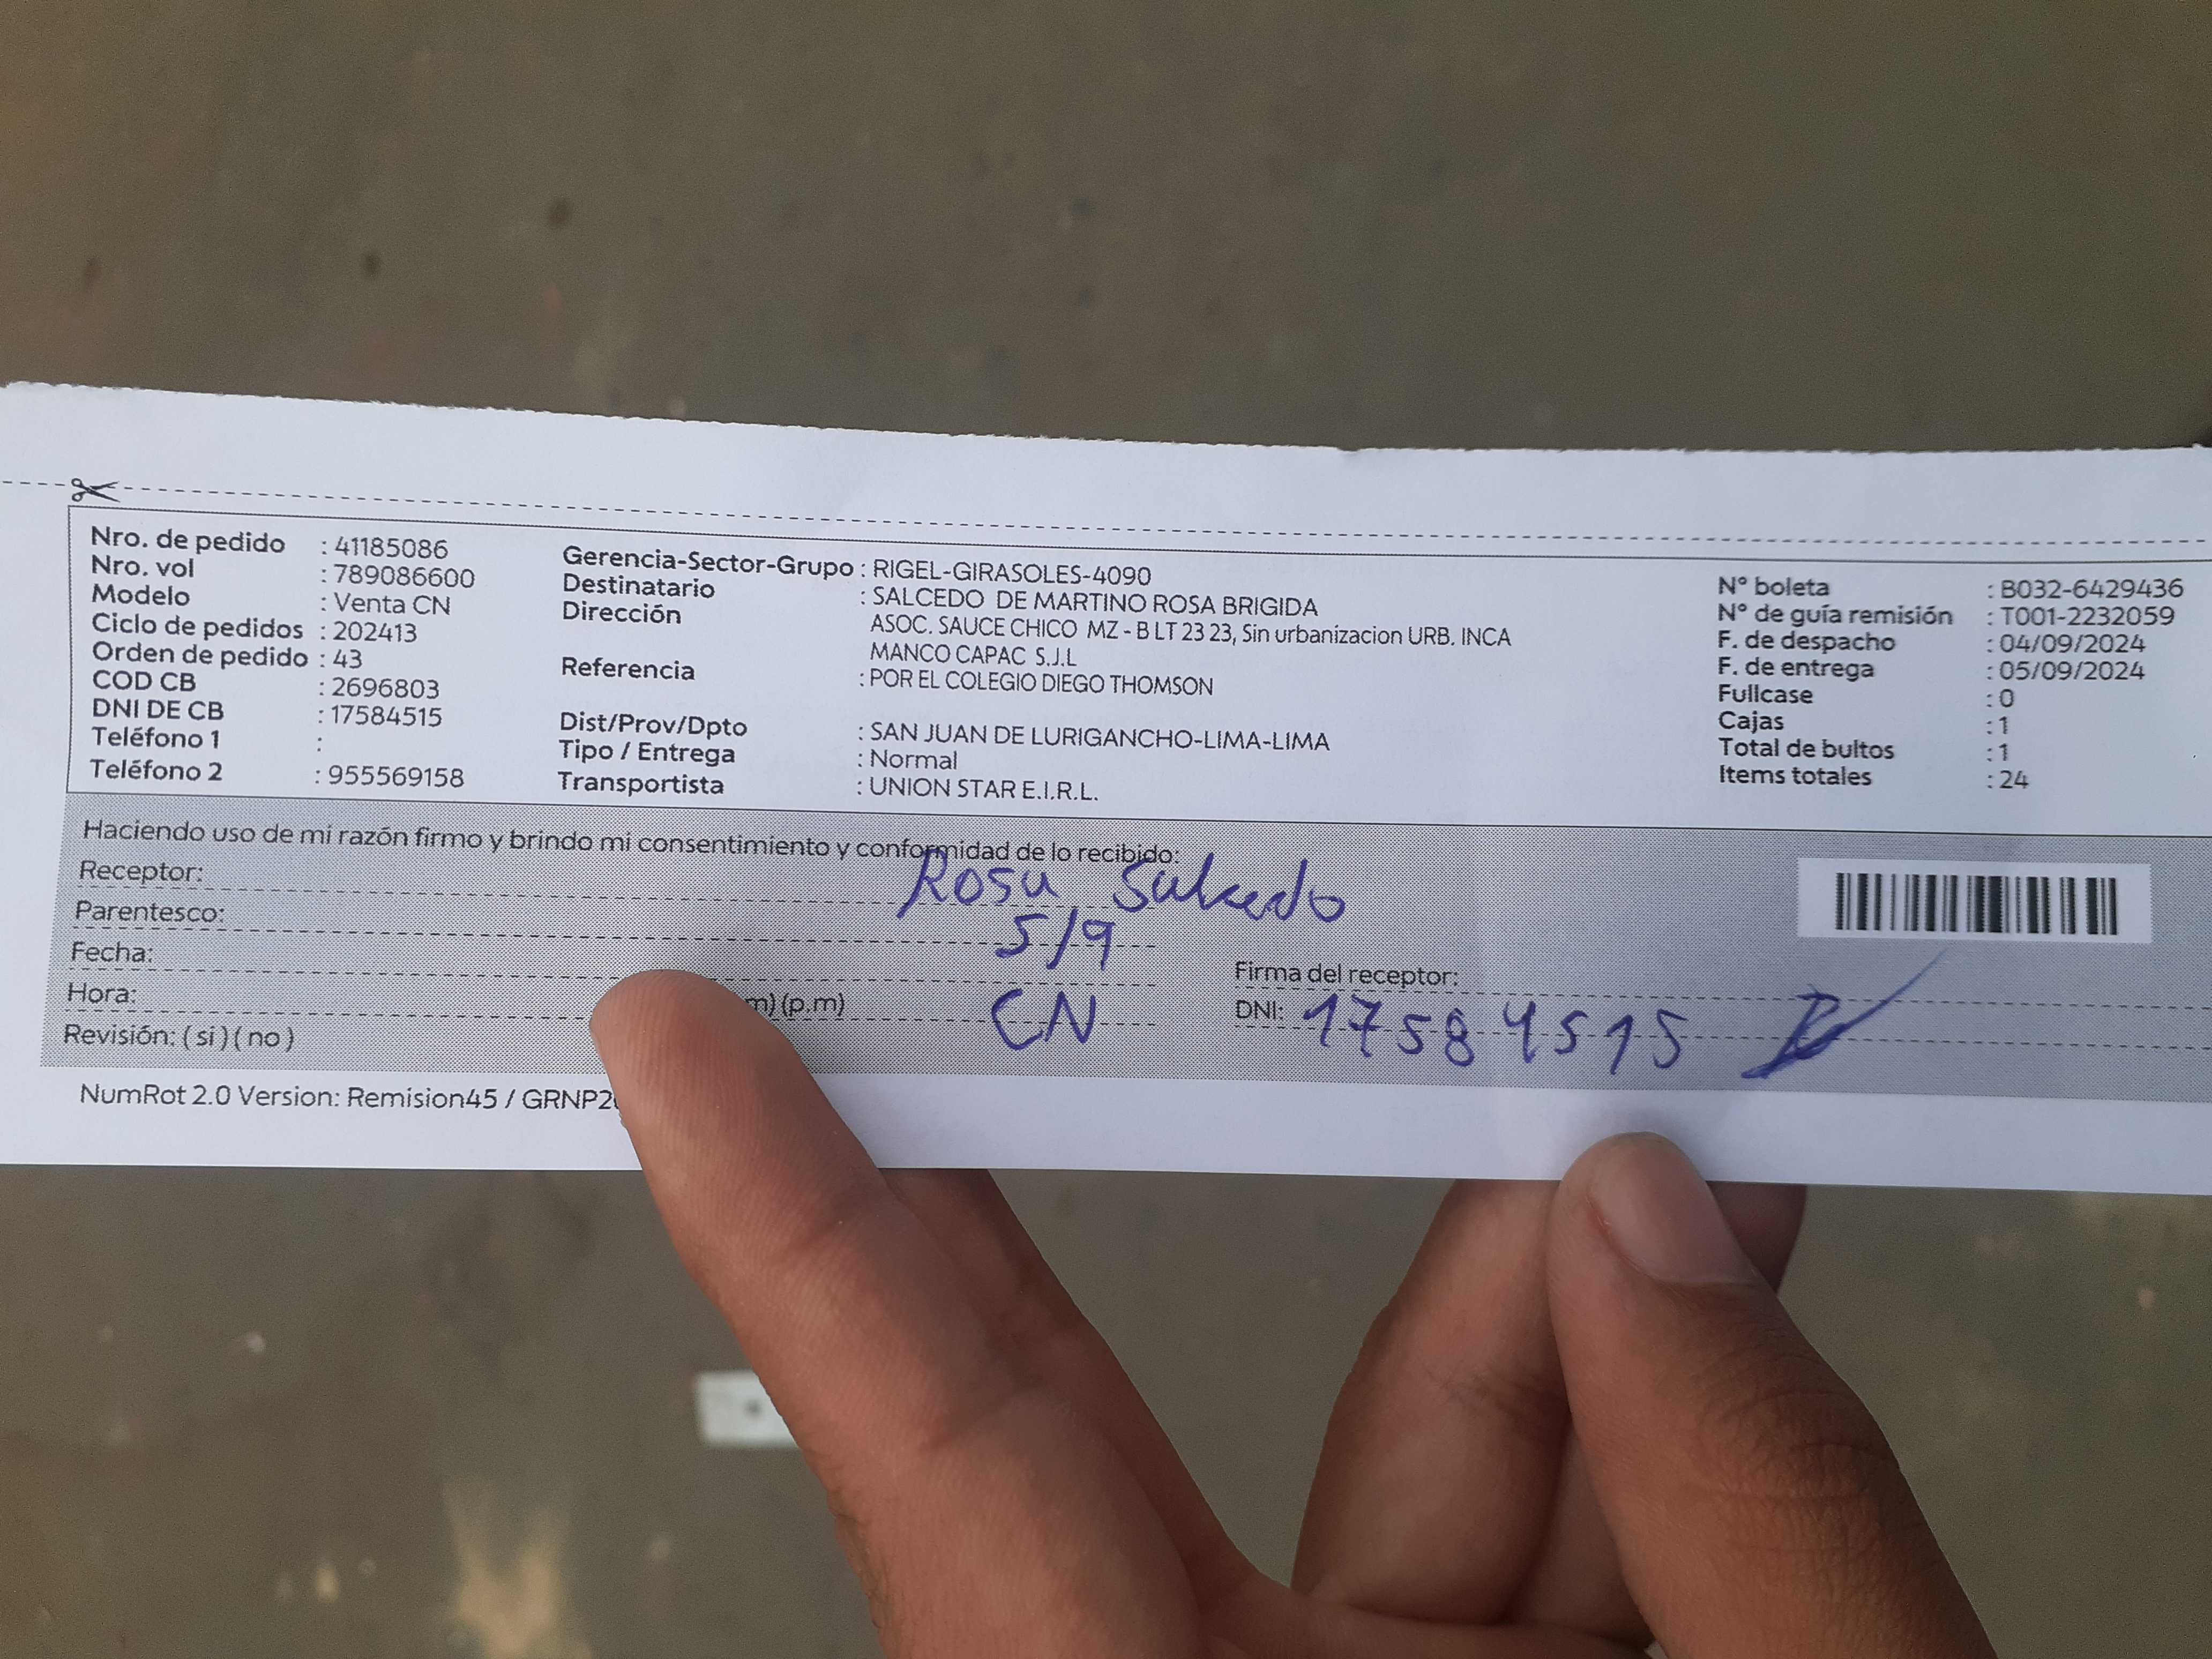 Nro. de pedido : 41185086
Nro. vol : 789086600
Modelo : Venta CN
Ciclo de pedidos : 202413
Orden de pedido : 43
COD CB : 2696803
DNI DE CB : 17584515
Teléfono 1 :
Teléfono 2 : 955569158
Gerencia-Sector-Grupo : RIGEL-GIRASOLES-4090
Destinatario : SALCEDO DE MARTINO ROSA BRIGIDA
Dirección ASOC. SAUCE CHICO MZ - B LT 23 23, Sin urbanizacion URB. INCA
MANCO CAPAC S.J.L
Referencia : POR EL COLEGIO DIEGO THOMSON
Dist/Prov/Dpto : SAN JUAN DE LURIGANCHO-LIMA-LIMA
Tipo / Entrega : Normal
Transportista : UNION STAR E.I.R.L.
N° boleta : B032-6429436
N° de guía remisión : T001-2232059
F. de despacho : 04/09/2024
F. de entrega : 05/09/2024
Fullcase : 0
Cajas : 1
Total de bultos : 1
Items totales : 24
Haciendo uso de mi razón firmo y brindo mi consentimiento y conformidad de lo recibido:
Receptor: Rosa Salcedo
Parentesco: 5/9
Fecha:
Hora: m) (p.m) CN
Revisión: (si) (no)
Firma del receptor:
DNI: 17584515
NumRot 2.0 Version: Remision45 / GRNP2